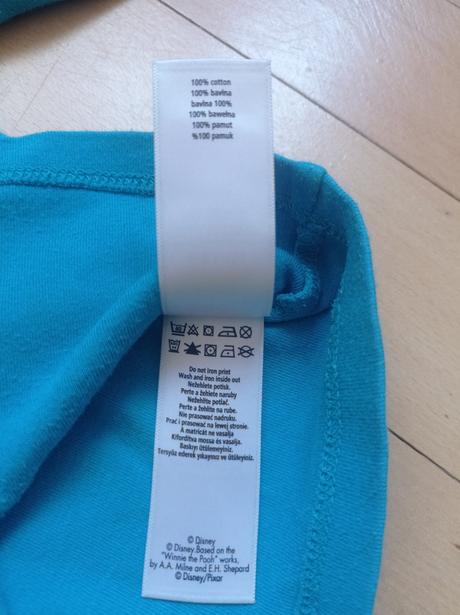 100% cotton
100% bavlna
bavlna 100%
100% bawełna
100% pamut
%100 pamuk
Do not iron print
Wash and iron inside out
Nežehlete potisk.
Perte a žehlete naruby
Nežehlite potlač.
Perte a žehlite na rube.
Nie prasować nadruku.
Prać i prasować na lewej stronie.
A matricát ne vasalja
Kifordítva mossa és vasalja.
Baskıyı ütülemeyiniz.
Tersyüz ederek yıkayınız ve ütüleyiniz.
© Disney
© Disney.Based on the
"Winnie the Pooh" works,
by A.A. Milne and E.H. Shepard
© Disney/Pixar